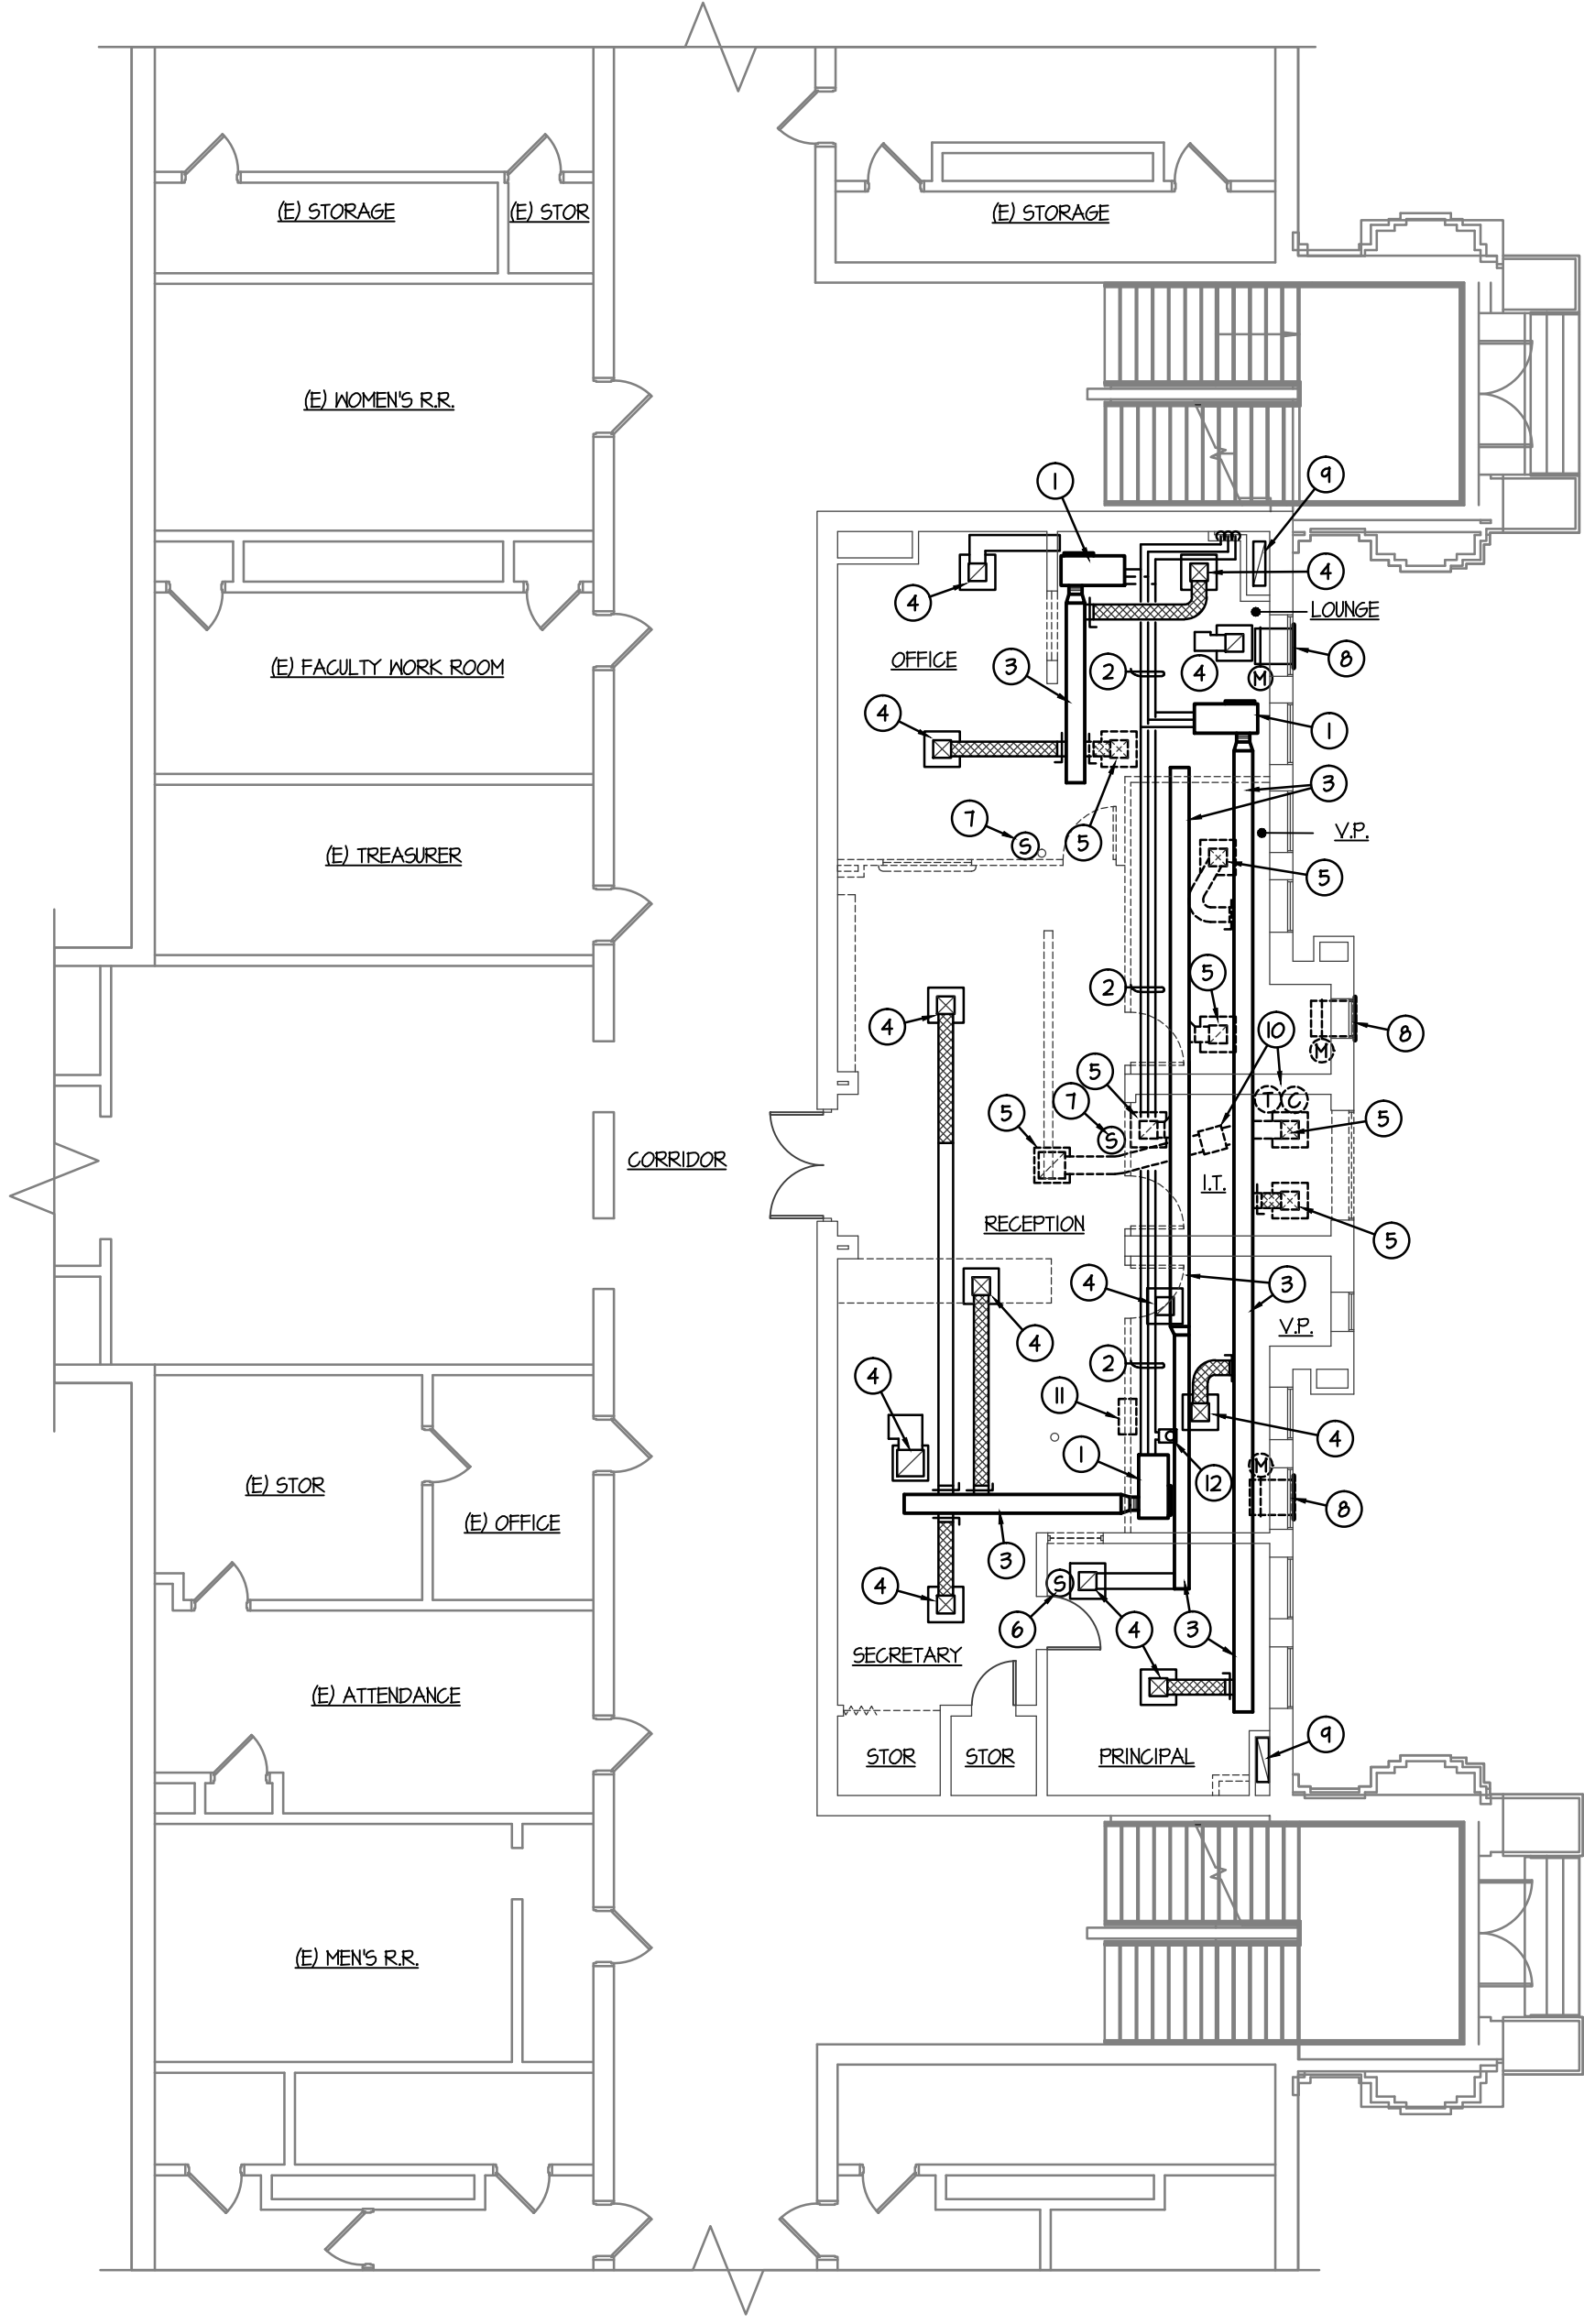 (E) STORAGE
(E) STOR
(E) STORAGE
(E) WOMEN'S R.R.
1
9
4
4
LOUNGE
OFFICE
3
2
4
8
M
(E) FACULTY WORK ROOM
4
1
3
7
S
5
V.P.
(E) TREASURER
5
5
2
4
10
8
M
5
7
T
C
5
S
5
CORRIDOR
I.T.
RECEPTION
5
4
3
4
V.P.
2
4
11
4
1
M
12
8
(E) STOR
(E) OFFICE
3
4
S
6
4
3
SECRETARY
(E) ATTENDANCE
9
STOR
STOR
PRINCIPAL
(E) MEN'S R.R.